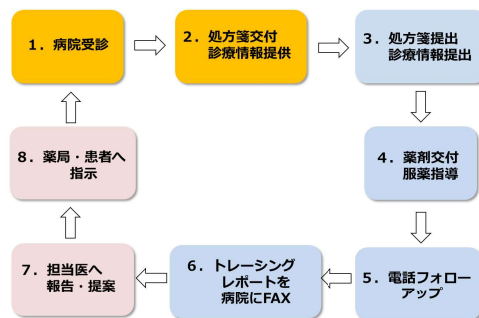 1．病院受診
2．処方箋交付
診療情報提供
3．処方箋提出
診療情報提出
4．薬剤交付
服薬指導
5．電話フォロー
アップ
6．トレーシング
レポートを
病院にFAX
7．担当医へ
報告・提案
8．薬局・患者へ
指示